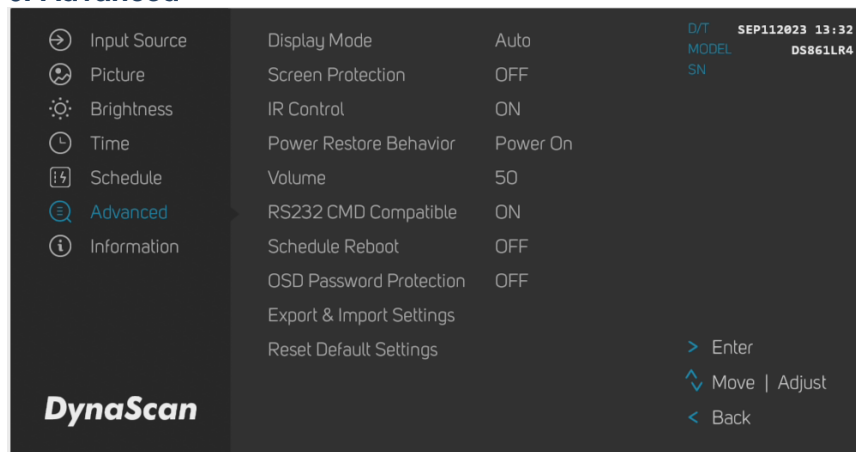 Input Source
Picture
Brightness
Time
Schedule
Advanced
Information
DynaScan
Display Mode Auto
Screen Protection OFF
IR Control ON
Power Restore Behavior Power On
Volume 50
RS232 CMD Compatible ON
Schedule Reboot OFF
OSD Password Protection OFF
Export & Import Settings
Reset Default Settings
D/T SEP112023 13:32
MODEL DS861LR4
SN
> Enter
Move | Adjust
< Back